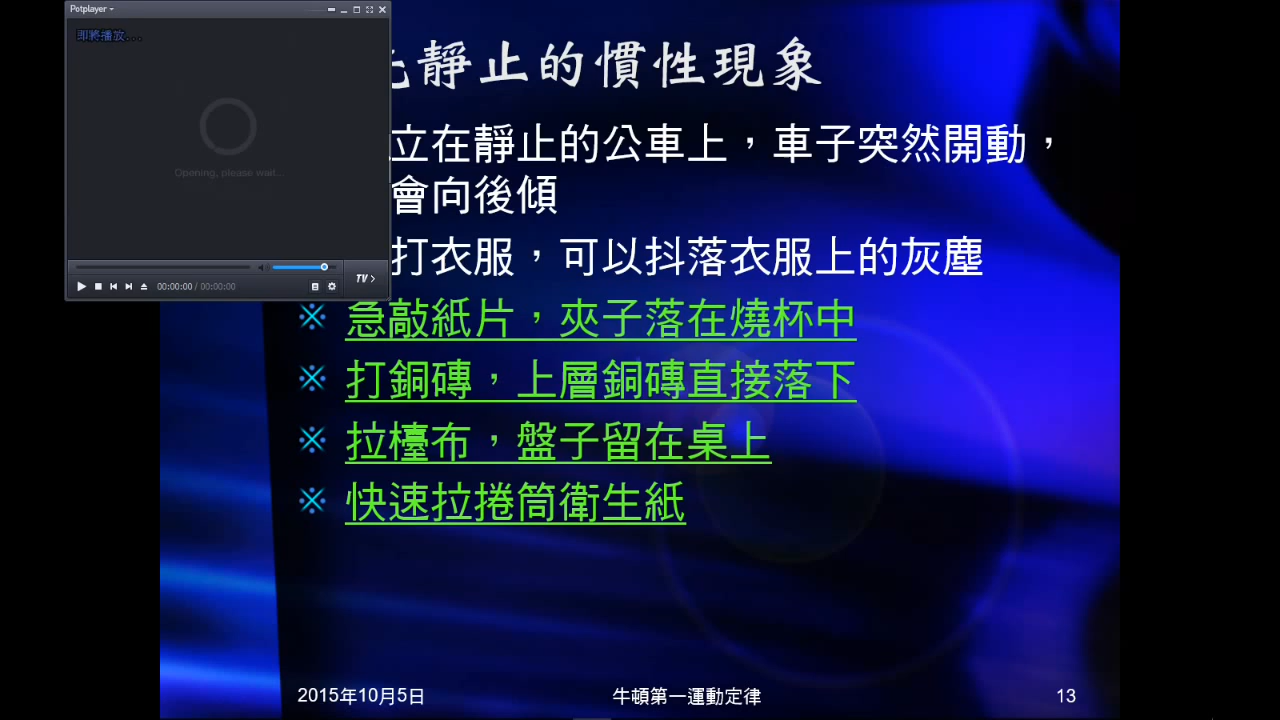 Potplayer
即將播放...
Opening, please wait...
00:00:00 / 00:00:00
TV
靜止的慣性現象
立在靜止的公車上，車子突然開動，
會向後傾
打衣服，可以抖落衣服上的灰塵
※ 急敲紙片，夾子落在燒杯中
※ 打銅磚，上層銅磚直接落下
※ 拉檯布，盤子留在桌上
※ 快速拉捲筒衛生紙
2015年10月5日
牛頓第一運動定律
13